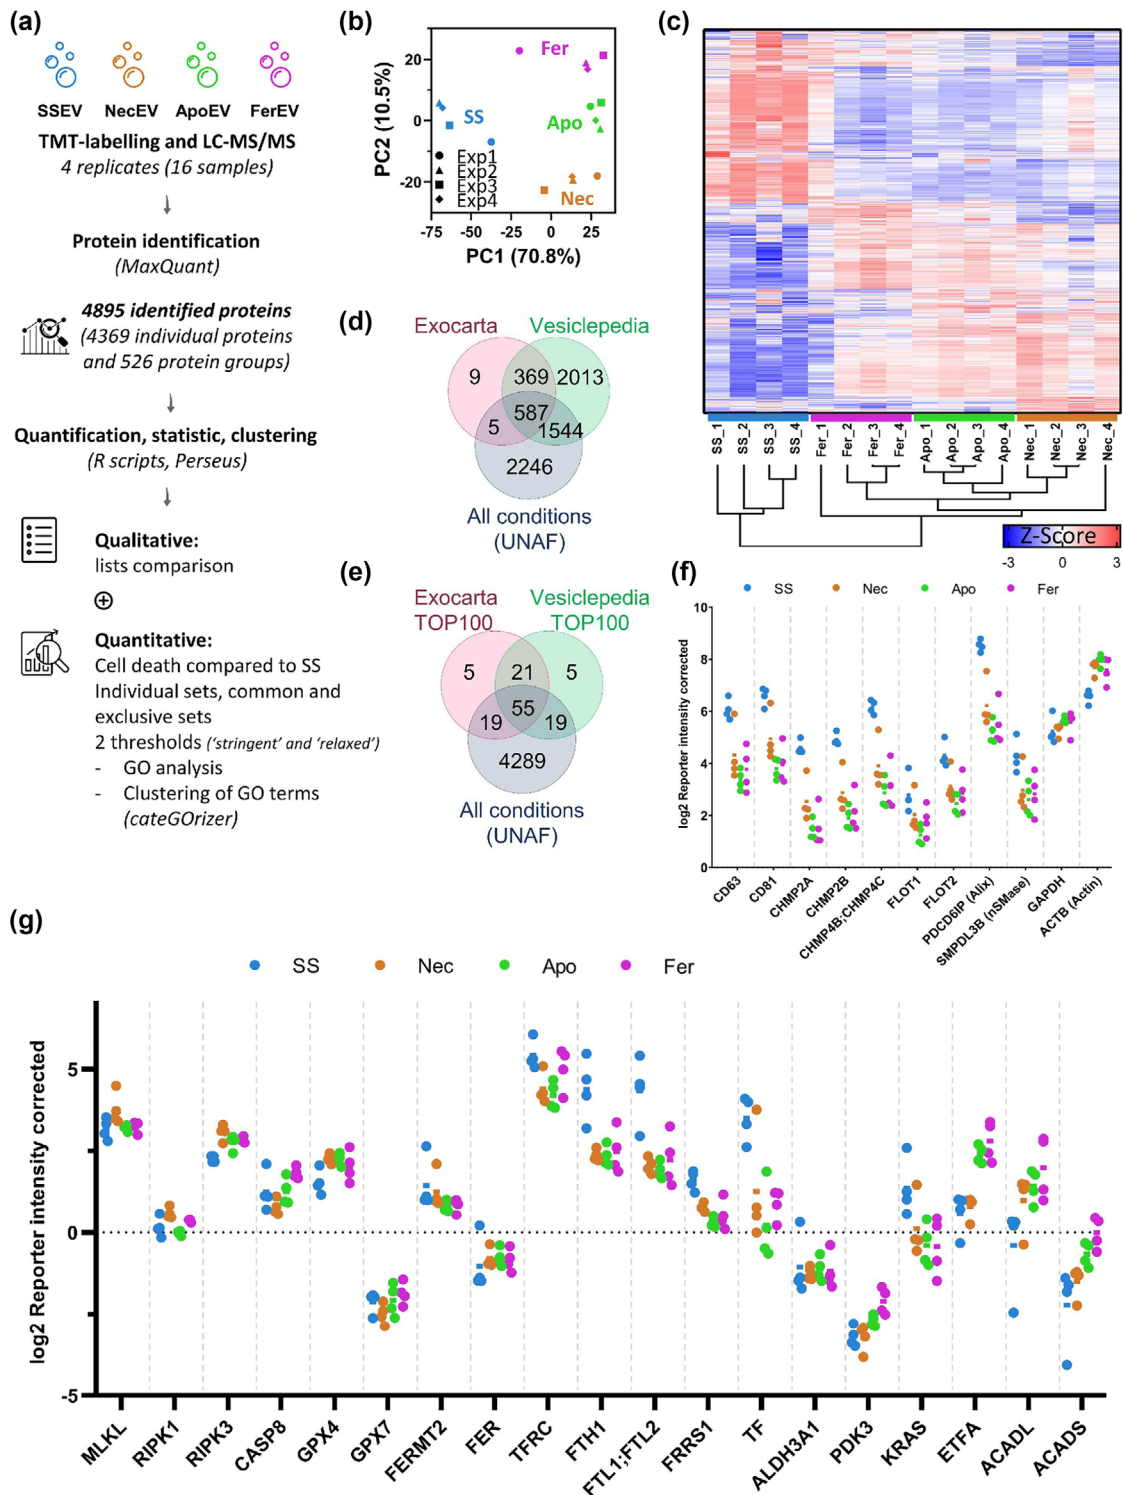 (a)
SSEV NecEV ApoEV FerEV
TMT-labelling and LC-MS/MS
4 replicates (16 samples)
Protein identification
(MaxQuant)
4895 identified proteins
(4369 individual proteins
and 526 protein groups)
Quantification, statistic, clustering
(R scripts, Perseus)
Qualitative:
lists comparison
Quantitative:
Cell death compared to SS
Individual sets, common and
exclusive sets
2 thresholds ('stringent' and 'relaxed')
- GO analysis
- Clustering of GO terms
(cateGOrizer)
(b)
PC2 (10.5%)
20
0
-20
Fer
SS
Apo
Nec
Exp1
Exp2
Exp3
Exp4
-75 -50 -25 0 25
PC1 (70.8%)
(c)
SS_1 SS_2 SS_3 SS_4 Fer_1 Fer_2 Fer_3 Fer_4 Apo_1 Apo_2 Apo_3 Apo_4 Nec_1 Nec_2 Nec_3 Nec_4
Z-Score
-3 0 3
(d)
Exocarta Vesiclepedia
9 369 2013
587
5 1544
2246
All conditions
(UNAF)
(e)
Exocarta Vesiclepedia
TOP100 TOP100
5 21 5
55
19 19
4289
All conditions
(UNAF)
(f)
SS Nec Apo Fer
log2 Reporter intensity corrected
10
8
6
4
2
0
CD63 CD81 CHMP2A CHMP2B CHMP4B;CHMP4C FLOT1 FLOT2 PDCD6IP (Alix) SMPDL3B (nSMase) GAPDH ACTB (Actin)
(g)
SS Nec Apo Fer
log2 Reporter intensity corrected
5
0
-5
MLKL RIPK1 RIPK3 CASP8 GPX4 GPX7 FERMT2 FER TFRC FTH1 FTL1;FTL2 FRRS1 TF ALDH3A1 PDK3 KRAS ETFA ACADL ACADS